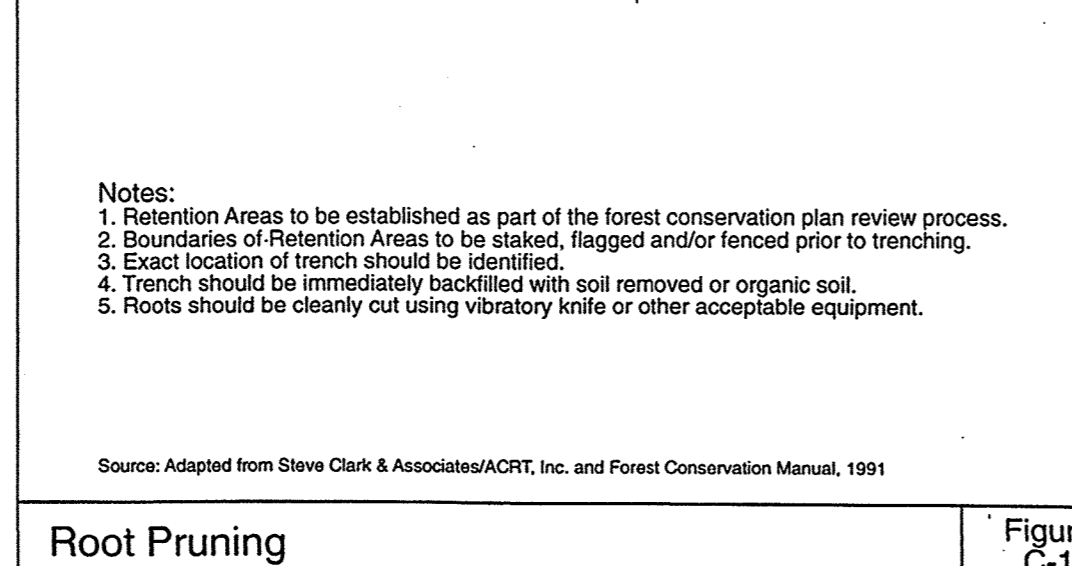 Notes:
1. Retention Areas to be established as part of the forest conservation plan review process.
2. Boundaries of Retention Areas to be staked, flagged and/or fenced prior to trenching.
3. Exact location of trench should be identified.
4. Trench should be immediately backfilled with soil removed or organic soil.
5. Roots should be cleanly cut using vibratory knife or other acceptable equipment.
Source: Adapted from Steve Clark & Associates/ACRT, Inc. and Forest Conservation Manual, 1991
Root Pruning